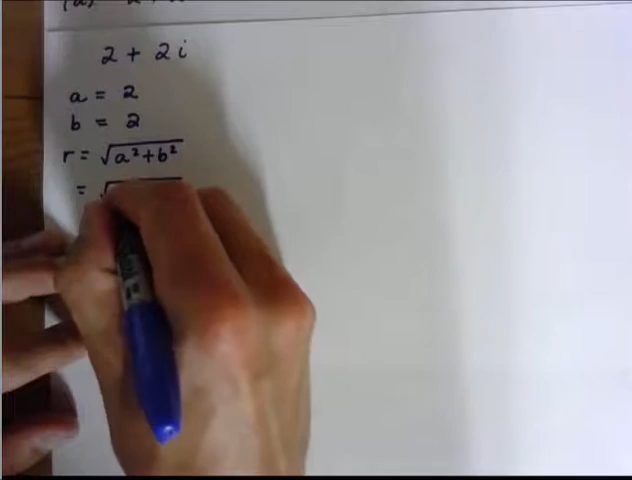 2 + 2i
a = 2
b = 2
r = √a²+b²
= √